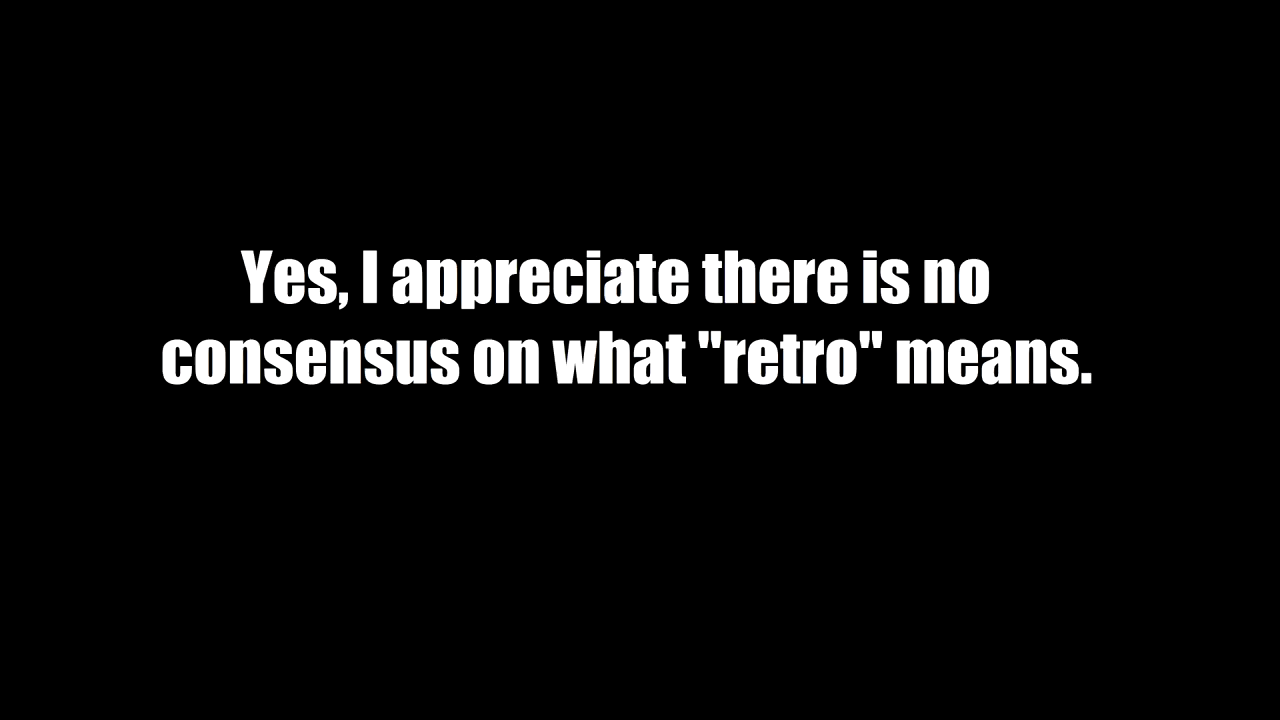 Yes, I appreciate there is no
consensus on what "retro" means.